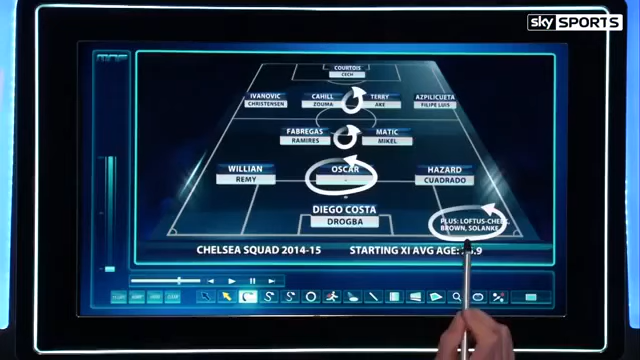 sky SPORTS
MNF
COURTOIS
CECH
IVANOVIC CAHILL TERRY AZPILICUETA
CHRISTENSEN ZOUMA AKE FILIPE LUIS
FABREGAS MATIC
RAMIRES MIKEL
WILLIAN OSCAR HAZARD
REMY - CUADRADO
DIEGO COSTA
DROGBA
PLUS: LOFTUS-CHEEK,
BROWN, SOLANKE
CHELSEA SQUAD 2014-15 STARTING XI AVG AGE:
CLEAR